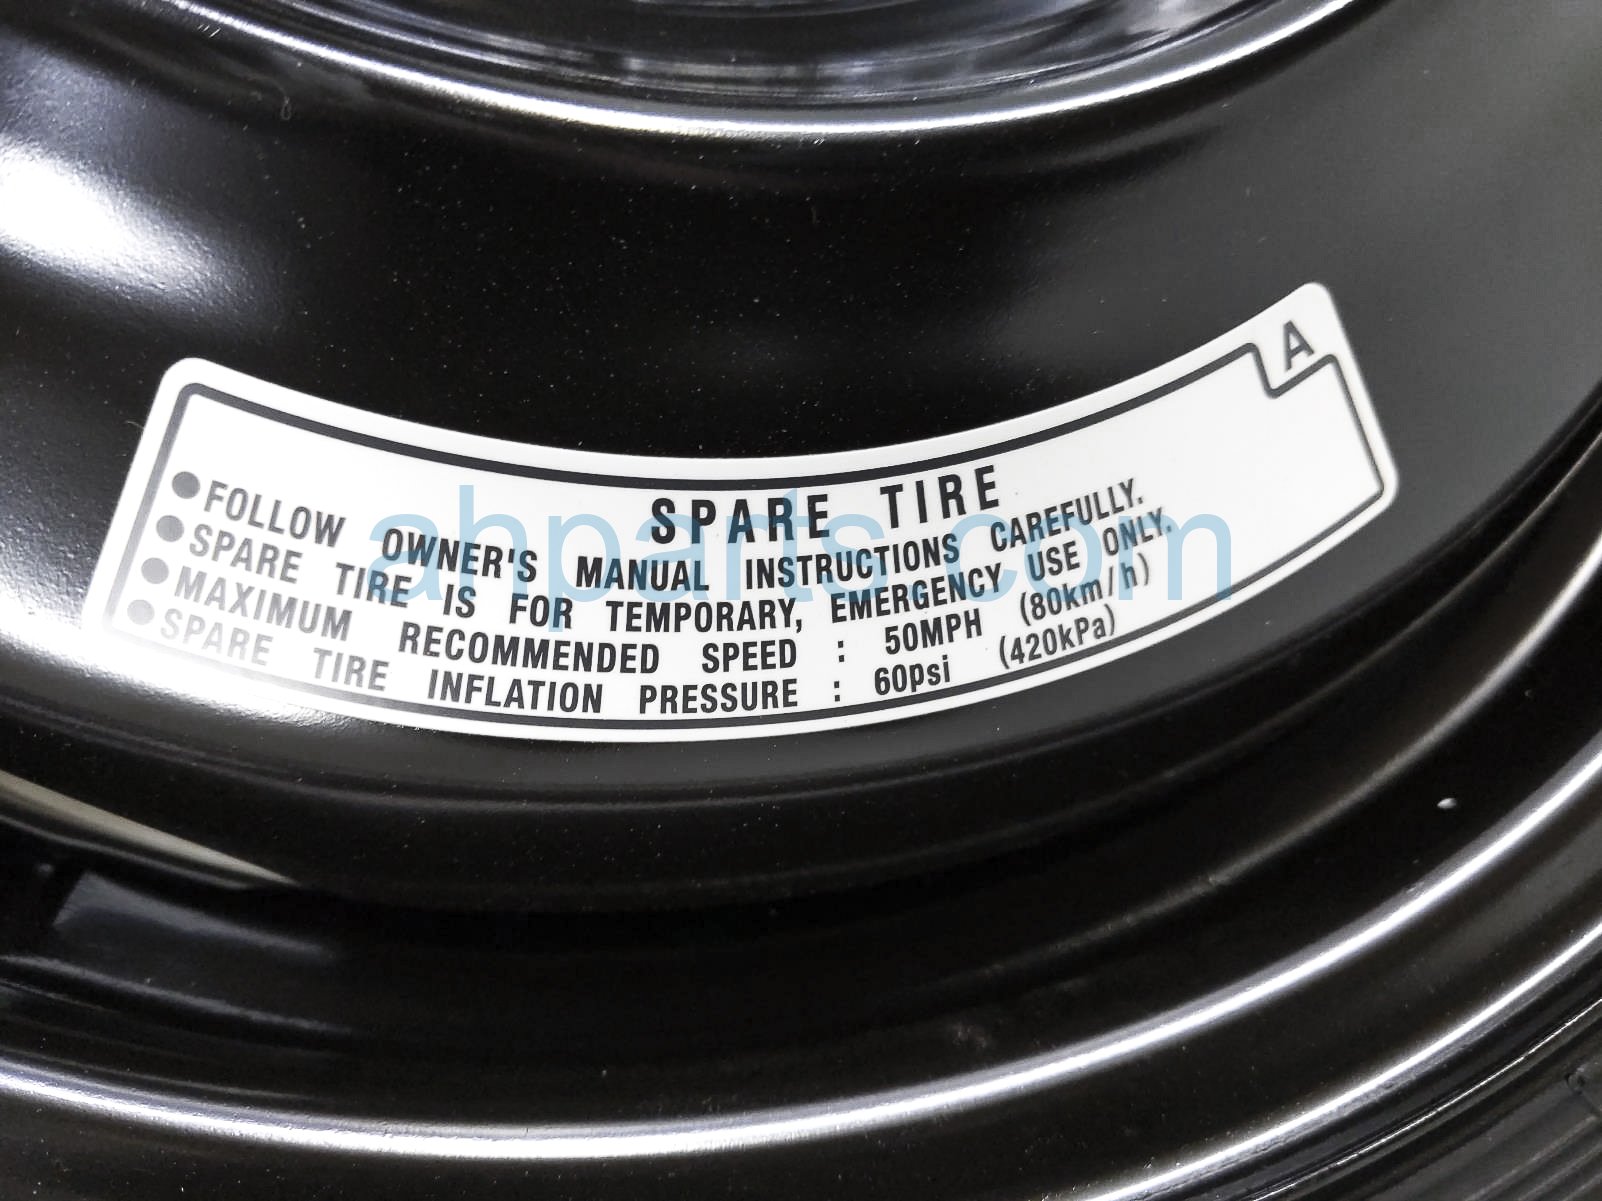 A
SPARE TIRE
●FOLLOW OWNER'S MANUAL INSTRUCTIONS CAREFULLY.
●SPARE TIRE IS FOR TEMPORARY, EMERGENCY USE ONLY.
●MAXIMUM RECOMMENDED SPEED : 50MPH (80km/h)
●SPARE TIRE INFLATION PRESSURE : 60psi (420kPa)
ahparts.com